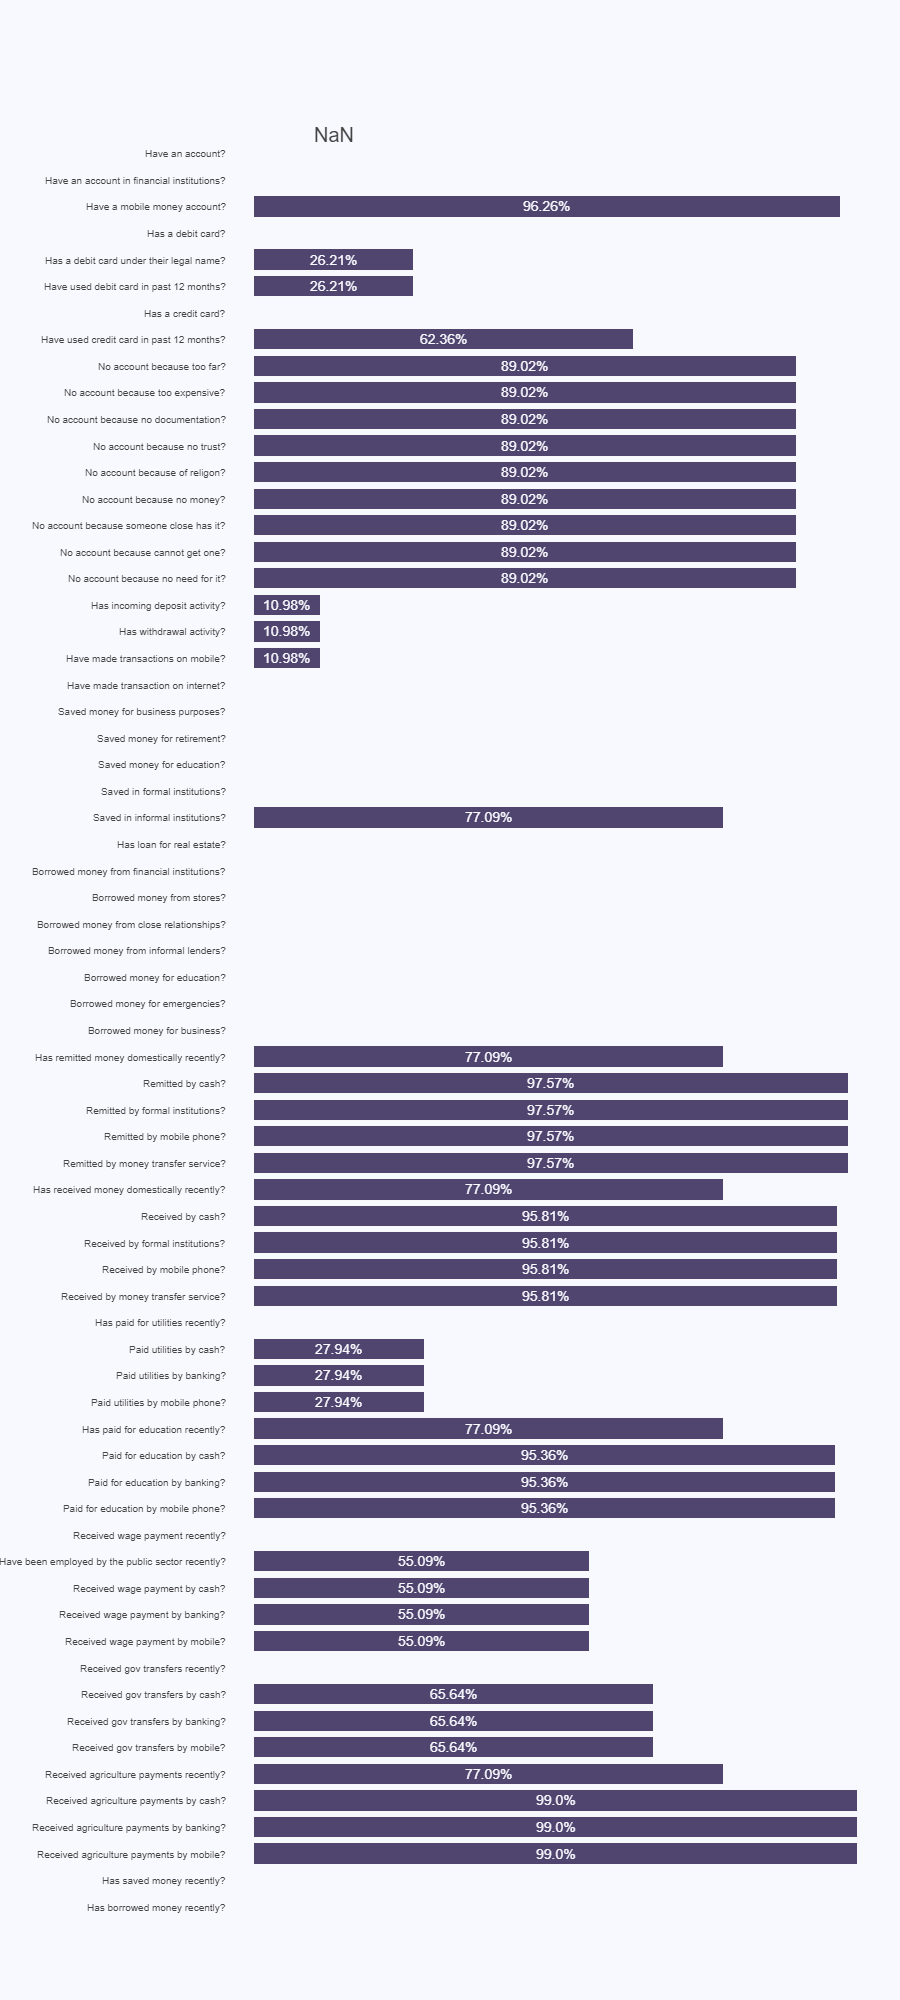 NaN
Have an account?
Have an account in financial institutions?
Have a mobile money account? 96.26%
Has a debit card?
Has a debit card under their legal name? 26.21%
Have used debit card in past 12 months? 26.21%
Has a credit card?
Have used credit card in past 12 months? 62.36%
No account because too far? 89.02%
No account because too expensive? 89.02%
No account because no documentation? 89.02%
No account because no trust? 89.02%
No account because of religon? 89.02%
No account because no money? 89.02%
No account because someone close has it? 89.02%
No account because cannot get one? 89.02%
No account because no need for it? 89.02%
Has incoming deposit activity? 10.98%
Has withdrawal activity? 10.98%
Have made transactions on mobile? 10.98%
Have made transaction on internet?
Saved money for business purposes?
Saved money for retirement?
Saved money for education?
Saved in formal institutions?
Saved in informal institutions? 77.09%
Has loan for real estate?
Borrowed money from financial institutions?
Borrowed money from stores?
Borrowed money from close relationships?
Borrowed money from informal lenders?
Borrowed money for education?
Borrowed money for emergencies?
Borrowed money for business?
Has remitted money domestically recently? 77.09%
Remitted by cash? 97.57%
Remitted by formal institutions? 97.57%
Remitted by mobile phone? 97.57%
Remitted by money transfer service? 97.57%
Has received money domestically recently? 77.09%
Received by cash? 95.81%
Received by formal institutions? 95.81%
Received by mobile phone? 95.81%
Received by money transfer service? 95.81%
Has paid for utilities recently?
Paid utilities by cash? 27.94%
Paid utilities by banking? 27.94%
Paid utilities by mobile phone? 27.94%
Has paid for education recently? 77.09%
Paid for education by cash? 95.36%
Paid for education by banking? 95.36%
Paid for education by mobile phone? 95.36%
Received wage payment recently?
Have been employed by the public sector recently? 55.09%
Received wage payment by cash? 55.09%
Received wage payment by banking? 55.09%
Received wage payment by mobile? 55.09%
Received gov transfers recently?
Received gov transfers by cash? 65.64%
Received gov transfers by banking? 65.64%
Received gov transfers by mobile? 65.64%
Received agriculture payments recently? 77.09%
Received agriculture payments by cash? 99.0%
Received agriculture payments by banking? 99.0%
Received agriculture payments by mobile? 99.0%
Has saved money recently?
Has borrowed money recently?